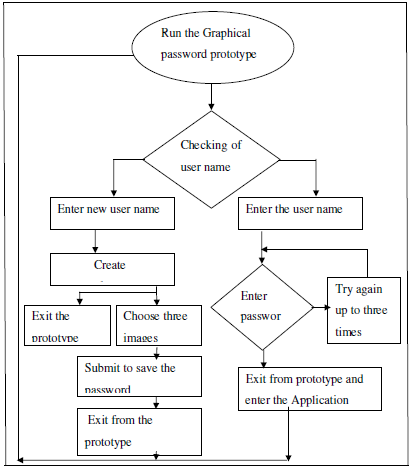 Run the Graphical
password prototype
Checking of
user name
Enter new user name
Enter the user name
Create
Exit the
prototype
Choose three
images
Enter
passwor
Try again
up to three
times
Submit to save the
password
Exit from prototype and
enter the Application
Exit from the
prototype